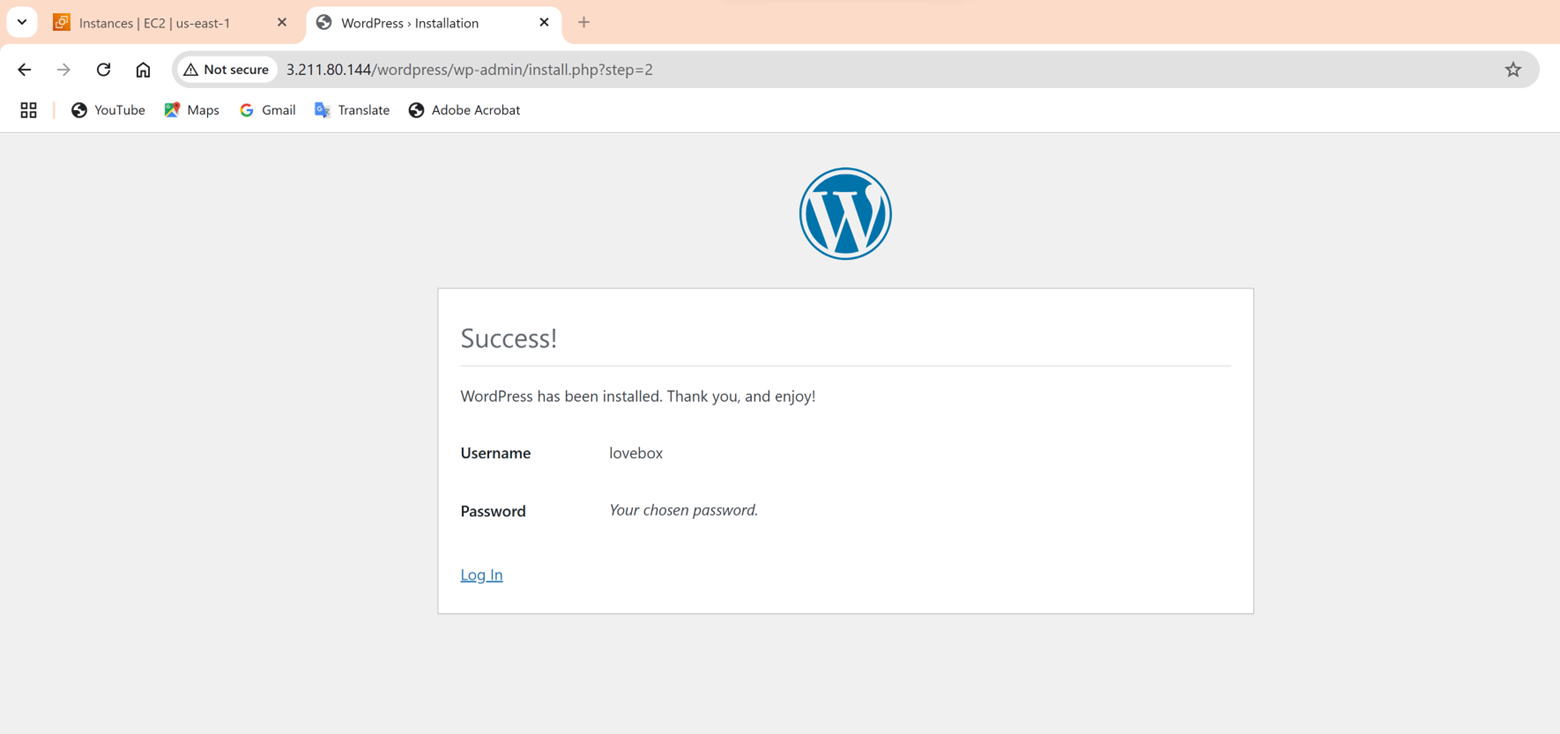 Instances | EC2 | us-east-1
WordPress › Installation
Not secure 3.211.80.144/wordpress/wp-admin/install.php?step=2
YouTube Maps Gmail Translate Adobe Acrobat
W
Success!
WordPress has been installed. Thank you, and enjoy!
Username lovebox
Password Your chosen password.
Log In